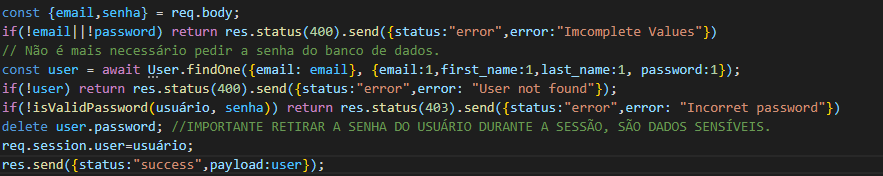 const {email,senha} = req.body;
if(!email||!password) return res.status(400).send({status:"error",error:"Imcomplete Values"})
// Não é mais necessário pedir a senha do banco de dados.
const user = await User.findOne({email: email}, {email:1,first_name:1,last_name:1, password:1});
if(!user) return res.status(400).send({status:"error",error: "User not found"});
if(!isValidPassword(usuário, senha)) return res.status(403).send({status:"error",error: "Incorret password"})
delete user.password; //IMPORTANTE RETIRAR A SENHA DO USUÁRIO DURANTE A SESSÃO, SÃO DADOS SENSÍVEIS.
req.session.user=usuário;
res.send({status:"success",payload:user});